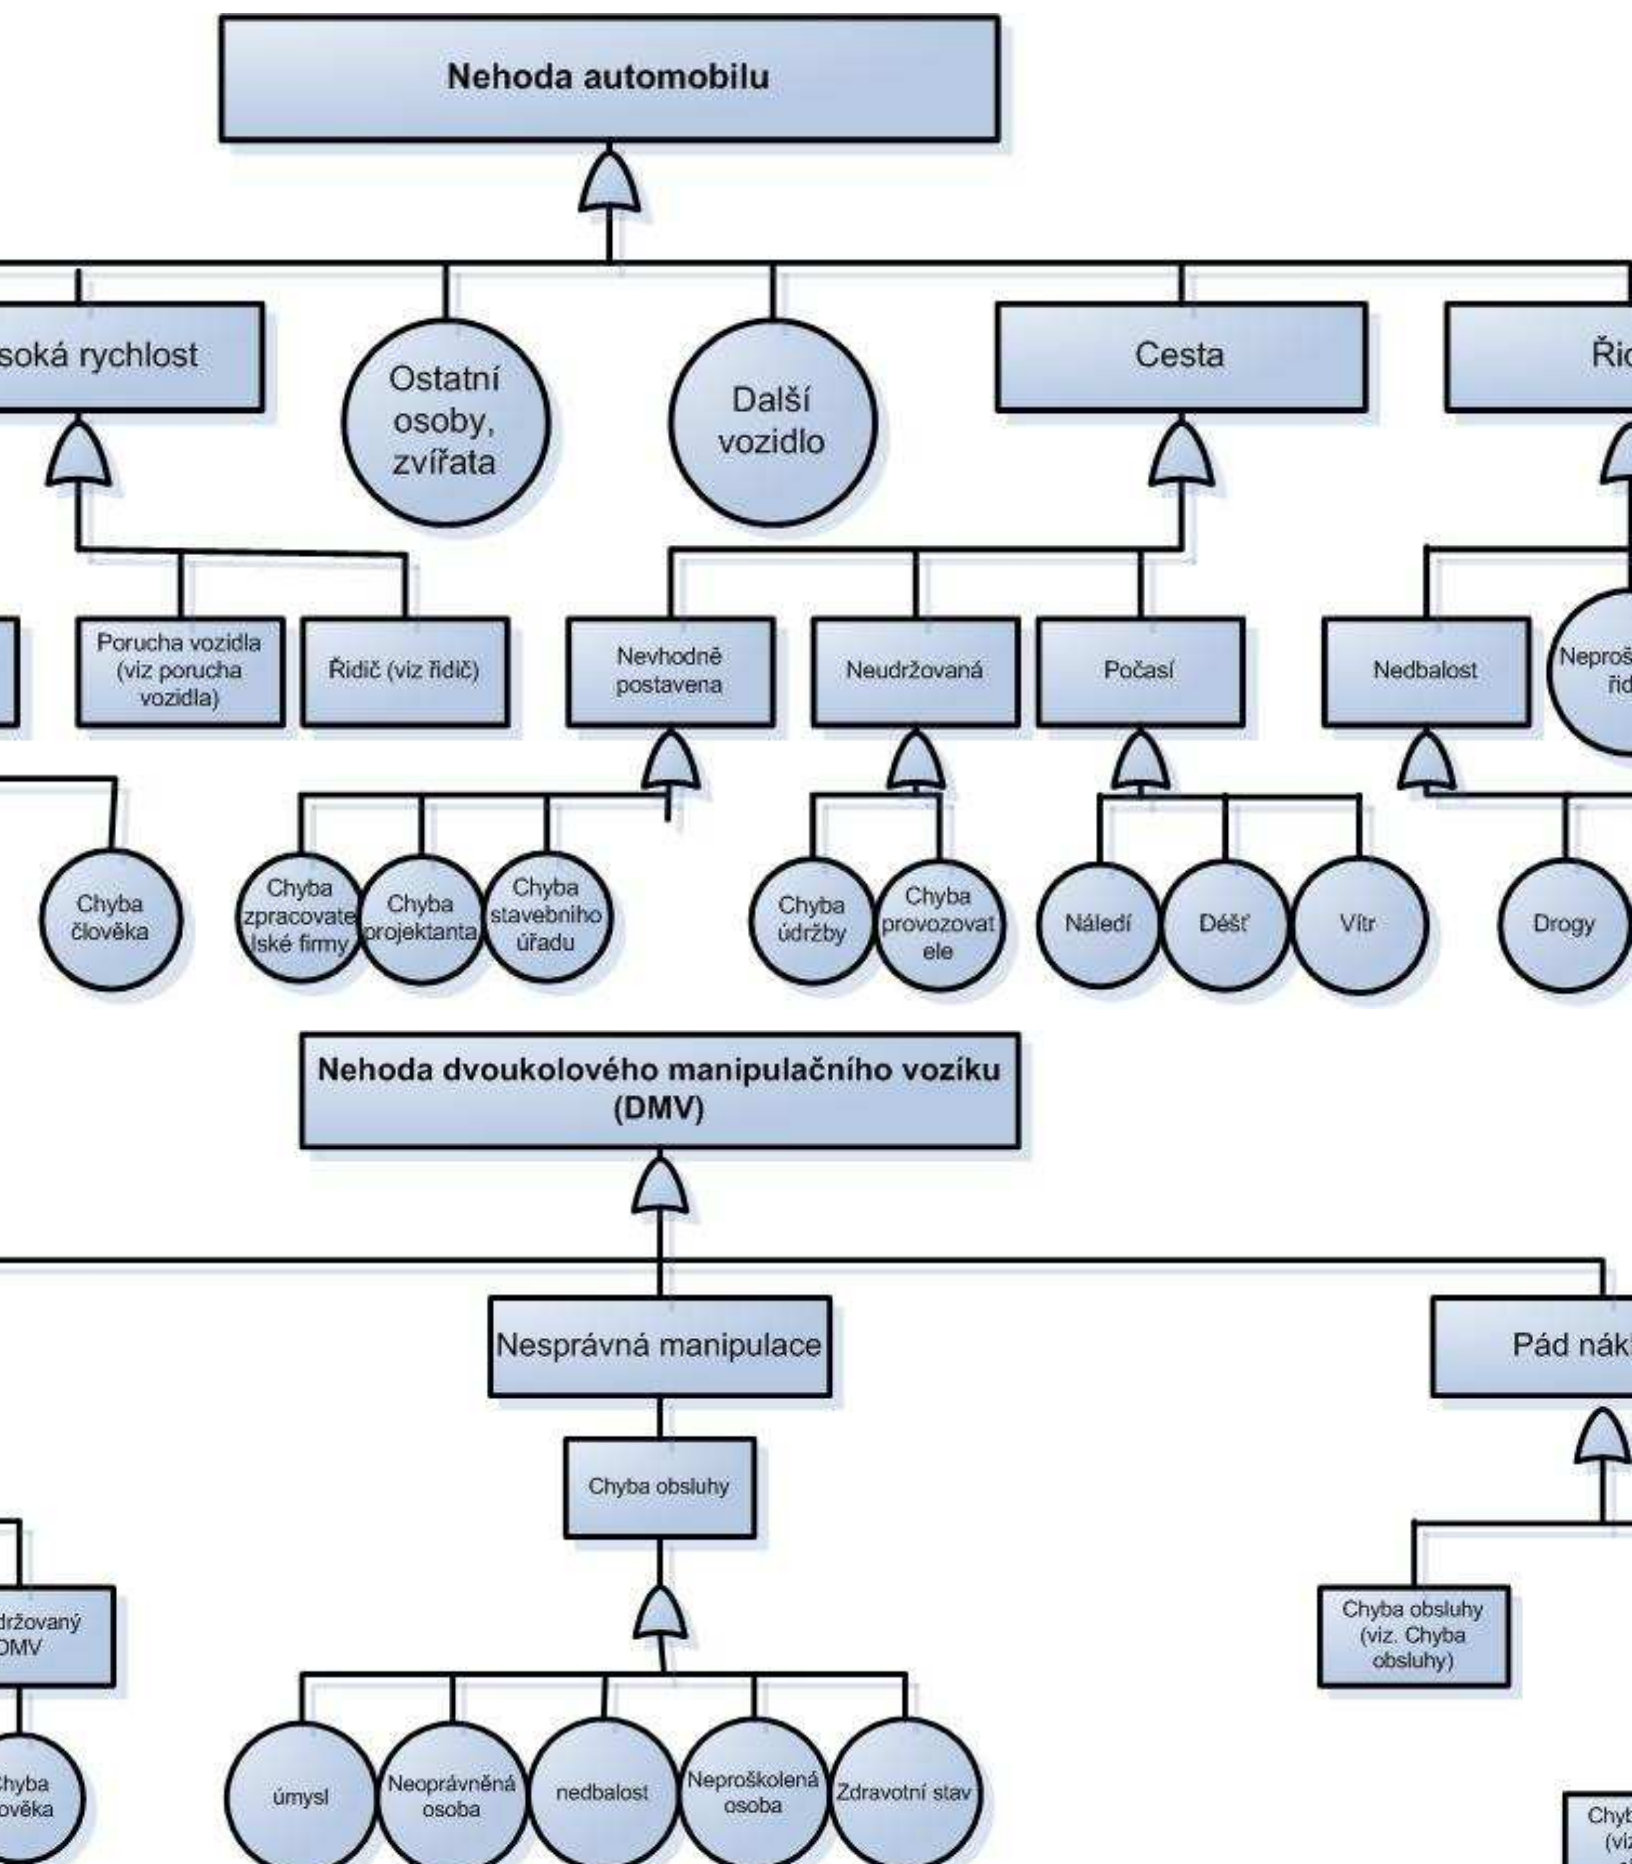 Nehoda automobilu
soká rychlost
Ostatní
osoby,
zvířata
Další
vozidlo
Cesta
Řid
Porucha vozidla
(viz porucha
vozidla)
Řidič (viz řidič)
Nevhodně
postavena
Neudržovaná
Počasí
Nedbalost
Neproš
řid
Chyba
člověka
Chyba
zpracovate
lské firmy
Chyba
projektanta
Chyba
stavebního
úřadu
Chyba
údržby
Chyba
provozovat
ele
Náledí
Déšť
Vítr
Drogy
Nehoda dvoukolového manipulačního vozíku
(DMV)
Nesprávná manipulace
Pád nákl
Chyba obsluhy
držovaný
DMV
Chyba obsluhy
(viz. Chyba
obsluhy)
Chyba
ověka
úmysl
Neoprávněná
osoba
nedbalost
Neproškolená
osoba
Zdravotní stav
Chyb
(viz